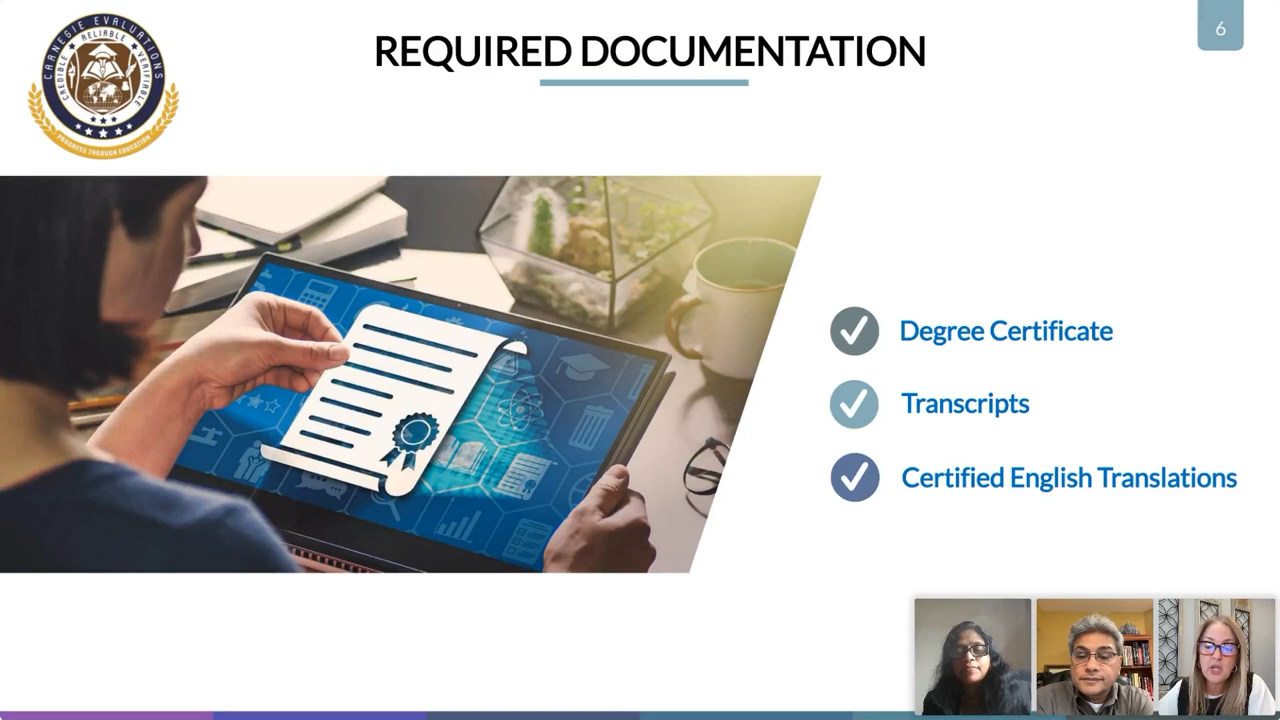 CARNEGIE EVALUATIONS
CREDIBLE RELIABLE VERIFIABLE
PROGRESS THROUGH EDUCATION
REQUIRED DOCUMENTATION
6
Degree Certificate
Transcripts
Certified English Translations